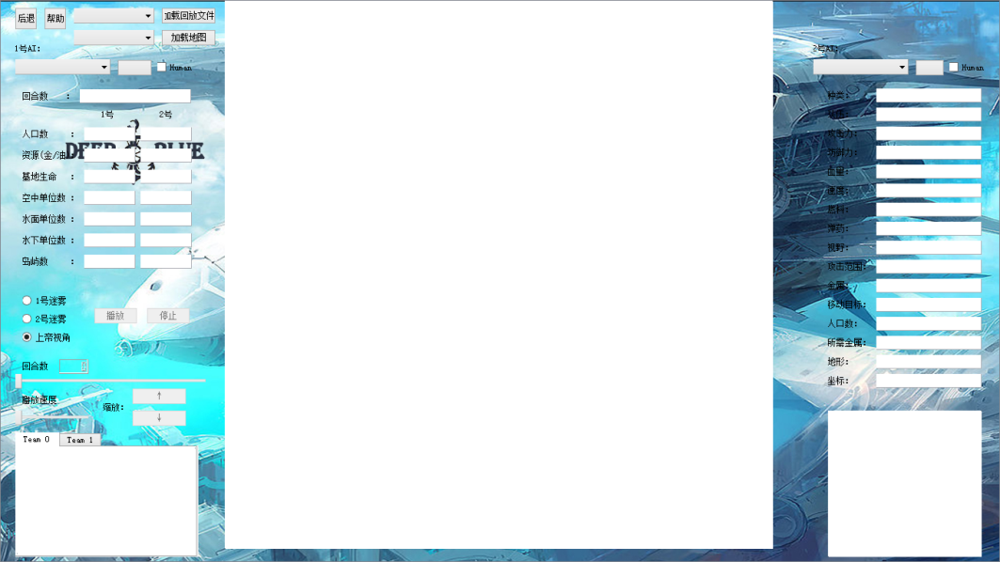 后退 帮助 加载回放文件
加载地图
1号AI:
Human
回合数 :
1号 2号
人口数 :
DEEP BLUE
资源(金/油
基地生命 :
空中单位数 :
水面单位数 :
水下单位数 :
岛屿数 :
1号迷雾
2号迷雾
上帝视角
播放 停止
回合数
播放速度
缩放:
↑
↓
Team 0 Team 1
2号AI:
Human
种类:
攻击力:
防御力:
血量:
速度:
燃料:
弹药:
视野:
攻击范围:
金属:
移动目标:
人口数:
所需金属:
地形:
坐标: